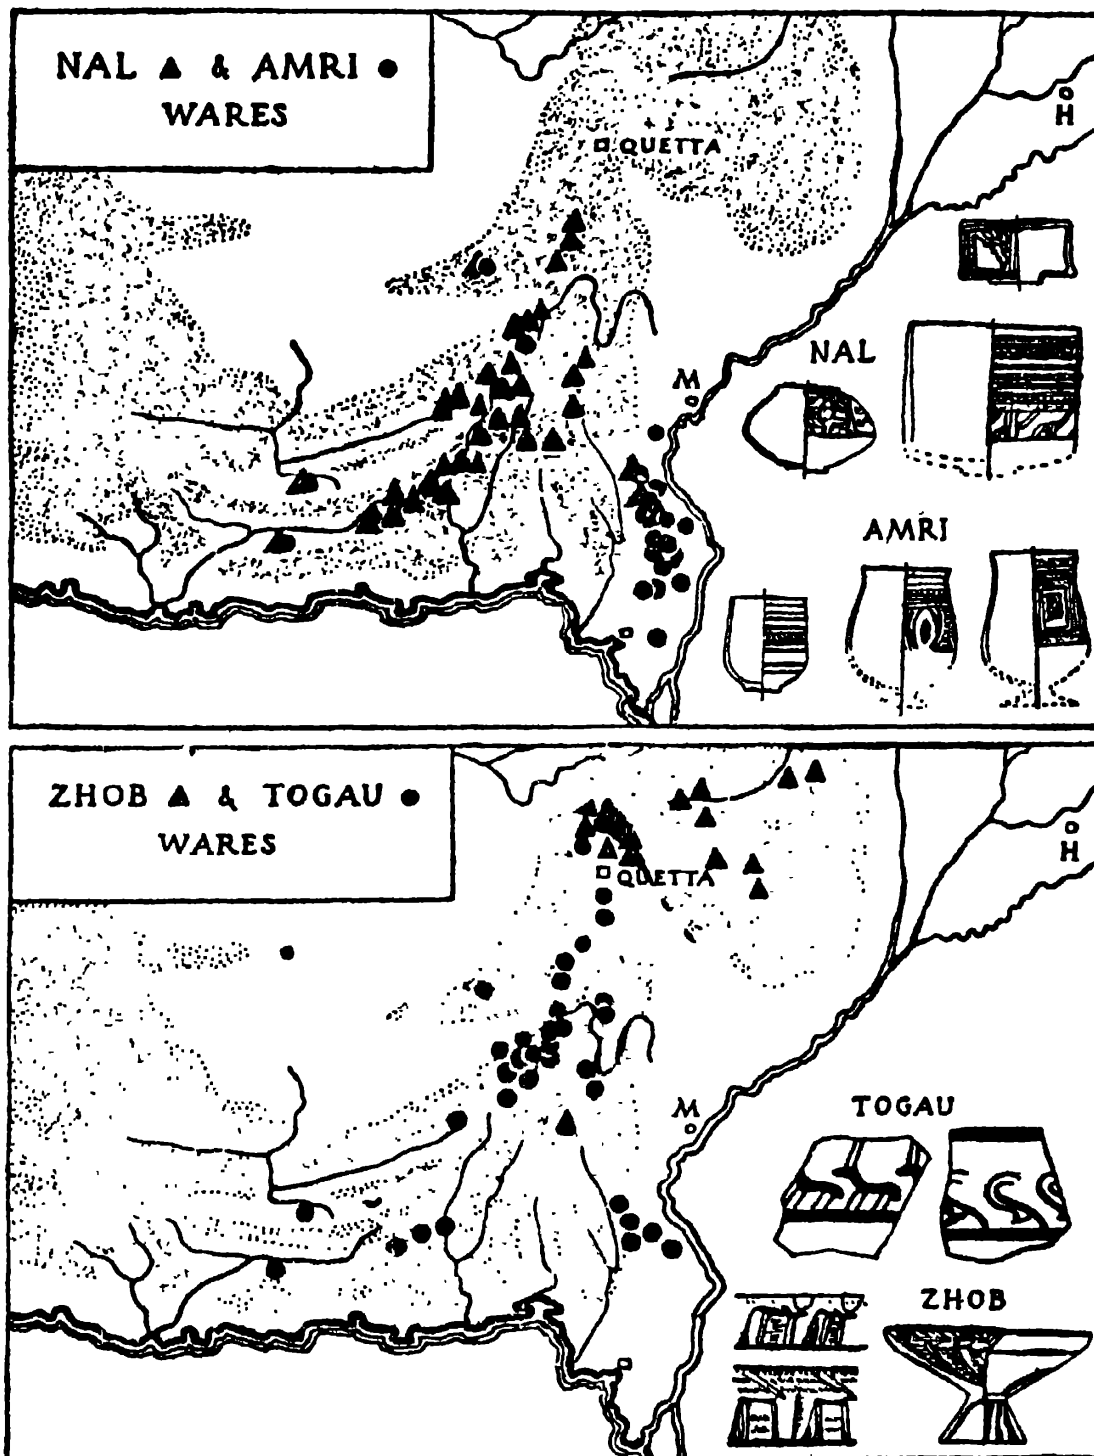 NAL ▲ & AMRI ●
WARES
H
QUETTA
NAL
M
AMRI
ZHOB ▲ & TOGAU ●
WARES
H
QUETTA
M
TOGAU
ZHOB